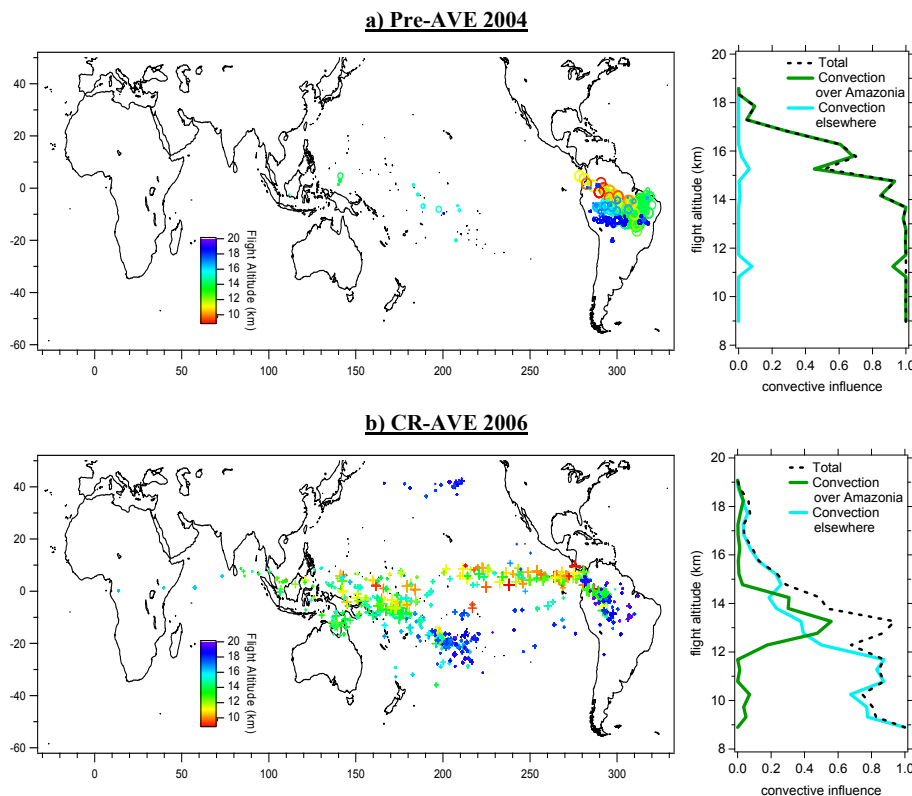 a) Pre-AVE 2004
40
20
0
-20
-40
-60
0
50
100
150
200
250
300
20
18
16
14
12
10
Flight Altitude (km)
20
18
16
14
12
10
8
flight altitude (km)
0.0 0.2 0.4 0.6 0.8 1.0
convective influence
Total
Convection
over Amazonia
Convection
elsewhere
b) CR-AVE 2006
40
20
0
-20
-40
-60
0
50
100
150
200
250
300
20
18
16
14
12
10
Flight Altitude (km)
20
18
16
14
12
10
8
flight altitude (km)
0.0 0.2 0.4 0.6 0.8 1.0
convective influence
Total
Convection
over Amazonia
Convection
elsewhere